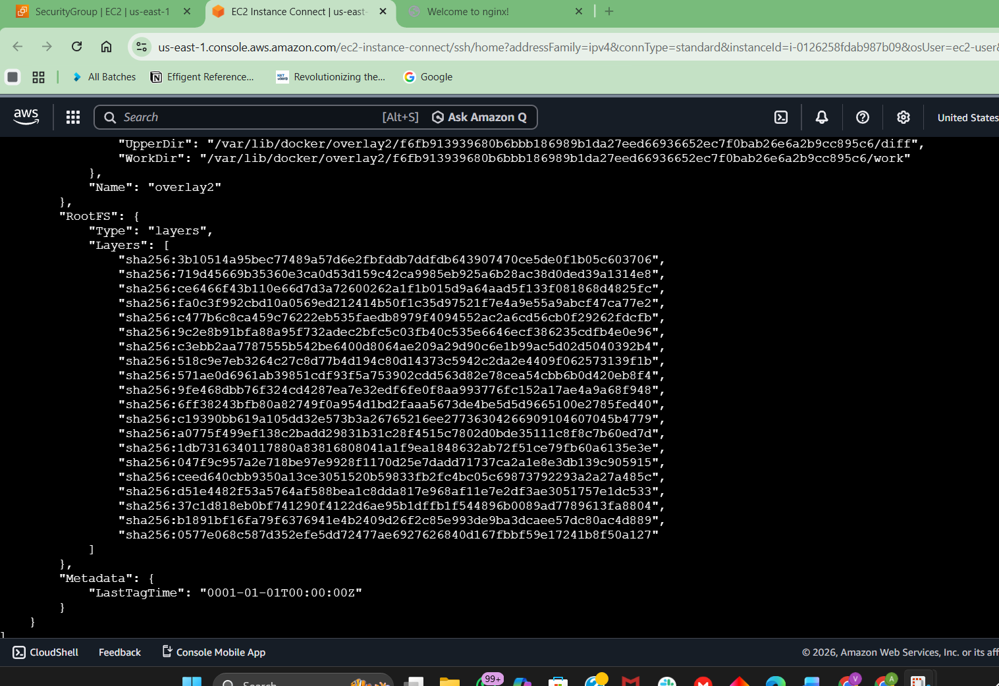 SecurityGroup | EC2 | us-east-1
EC2 Instance Connect | us-east-
Welcome to nginx!
us-east-1.console.aws.amazon.com/ec2-instance-connect/ssh/home?addressFamily=ipv4&connType=standard&instanceId=i-0126258fdab987b09&osUser=ec2-user&
All Batches
Effigent Reference...
Revolutionizing the...
Google
aws
Search
[Alt+S]
Ask Amazon Q
United States
"UpperDir": "/var/lib/docker/overlay2/f6fb913939680b6bbb186989b1da27eed66936652ec7f0bab26e6a2b9cc895c6/diff",
"WorkDir": "/var/lib/docker/overlay2/f6fb913939680b6bbb186989b1da27eed66936652ec7f0bab26e6a2b9cc895c6/work"
},
"Name": "overlay2"
},
"RootFS": {
"Type": "layers",
"Layers": [
"sha256:3b10514a95bec77489a57d6e2fbfddb7ddfdb643907470ce5de0f1b05c603706",
"sha256:719d45669b35360e3ca0d53d159c42ca9985eb925a6b28ac38d0ded39a1314e8",
"sha256:ce6466f43b110e66d7d3a72600262a1f1b015d9a64aad5f133f081868d4825fc",
"sha256:fa0c3f992cbd10a0569ed212414b50f1c35d97521f7e4a9e55a9abcf47ca77e2",
"sha256:c477b6c8ca459c76222eb535faedb8979f4094552ac2a6cd56cb0f29262fdcfb",
"sha256:9c2e8b91bfa88a95f732adec2bfc5c03fb40c535e6646ecf386235cdfb4e0e96",
"sha256:c3ebb2aa7787555b542be6400d8064ae209a29d90c6e1b99ac5d02d5040392b4",
"sha256:518c9e7eb3264c27c8d77b4d194c80d14373c5942c2da2e4409f062573139f1b",
"sha256:571ae0d6961ab39851cdf93f5a753902cdd563d82e78cea54cbb6b0d420eb8f4",
"sha256:9fe468dbb76f324cd4287ea7e32edf6fe0f8aa993776fc152a17ae4a9a68f948",
"sha256:6ff38243bfb80a82749f0a954d1bd2faaa5673de4be5d5d9665100e2785fed40",
"sha256:c19390bb619a105dd32e573b3a26765216ee27736304266909104607045b4779",
"sha256:a0775f499ef138c2badd29831b31c28f4515c7802d0bde35111c8f8c7b60ed7d",
"sha256:1db7316340117880a83816808041a1f9ea1848632ab72f51ce79fb60a6135e3e",
"sha256:047f9c957a2e718be97e9928f1170d25e7dadd71737ca2a1e8e3db139c905915",
"sha256:ceed640cbb9350a13ce3051520b59833fb2fc4bc05c69873792293a2a27a485c",
"sha256:d51e4482f53a5764af588bea1c8dda817e968af11e7e2df3ae3051757e1dc533",
"sha256:37c1d818eb0bf741290f4122d6ae95b1dffb1f544896b0089ad7789613fa8804",
"sha256:b1891bf16fa79f6376941e4b2409d26f2c85e993de9ba3dcaee57dc80ac4d889",
"sha256:0577e068c587d352efe5dd72477ae6927626840d167fbbf59e17241b8f50a127"
]
},
"Metadata": {
"LastTagTime": "0001-01-01T00:00:00Z"
}
}
]
CloudShell
Feedback
Console Mobile App
© 2026, Amazon Web Services, Inc. or its aff
Search
99+
V
A